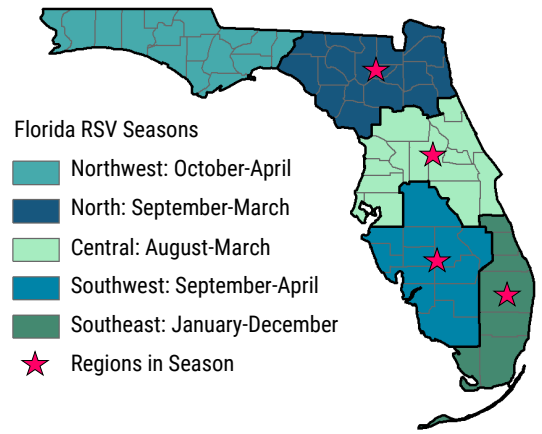 Florida RSV Seasons
Northwest: October-April
North: September-March
Central: August-March
Southwest: September-April
Southeast: January-December
Regions in Season